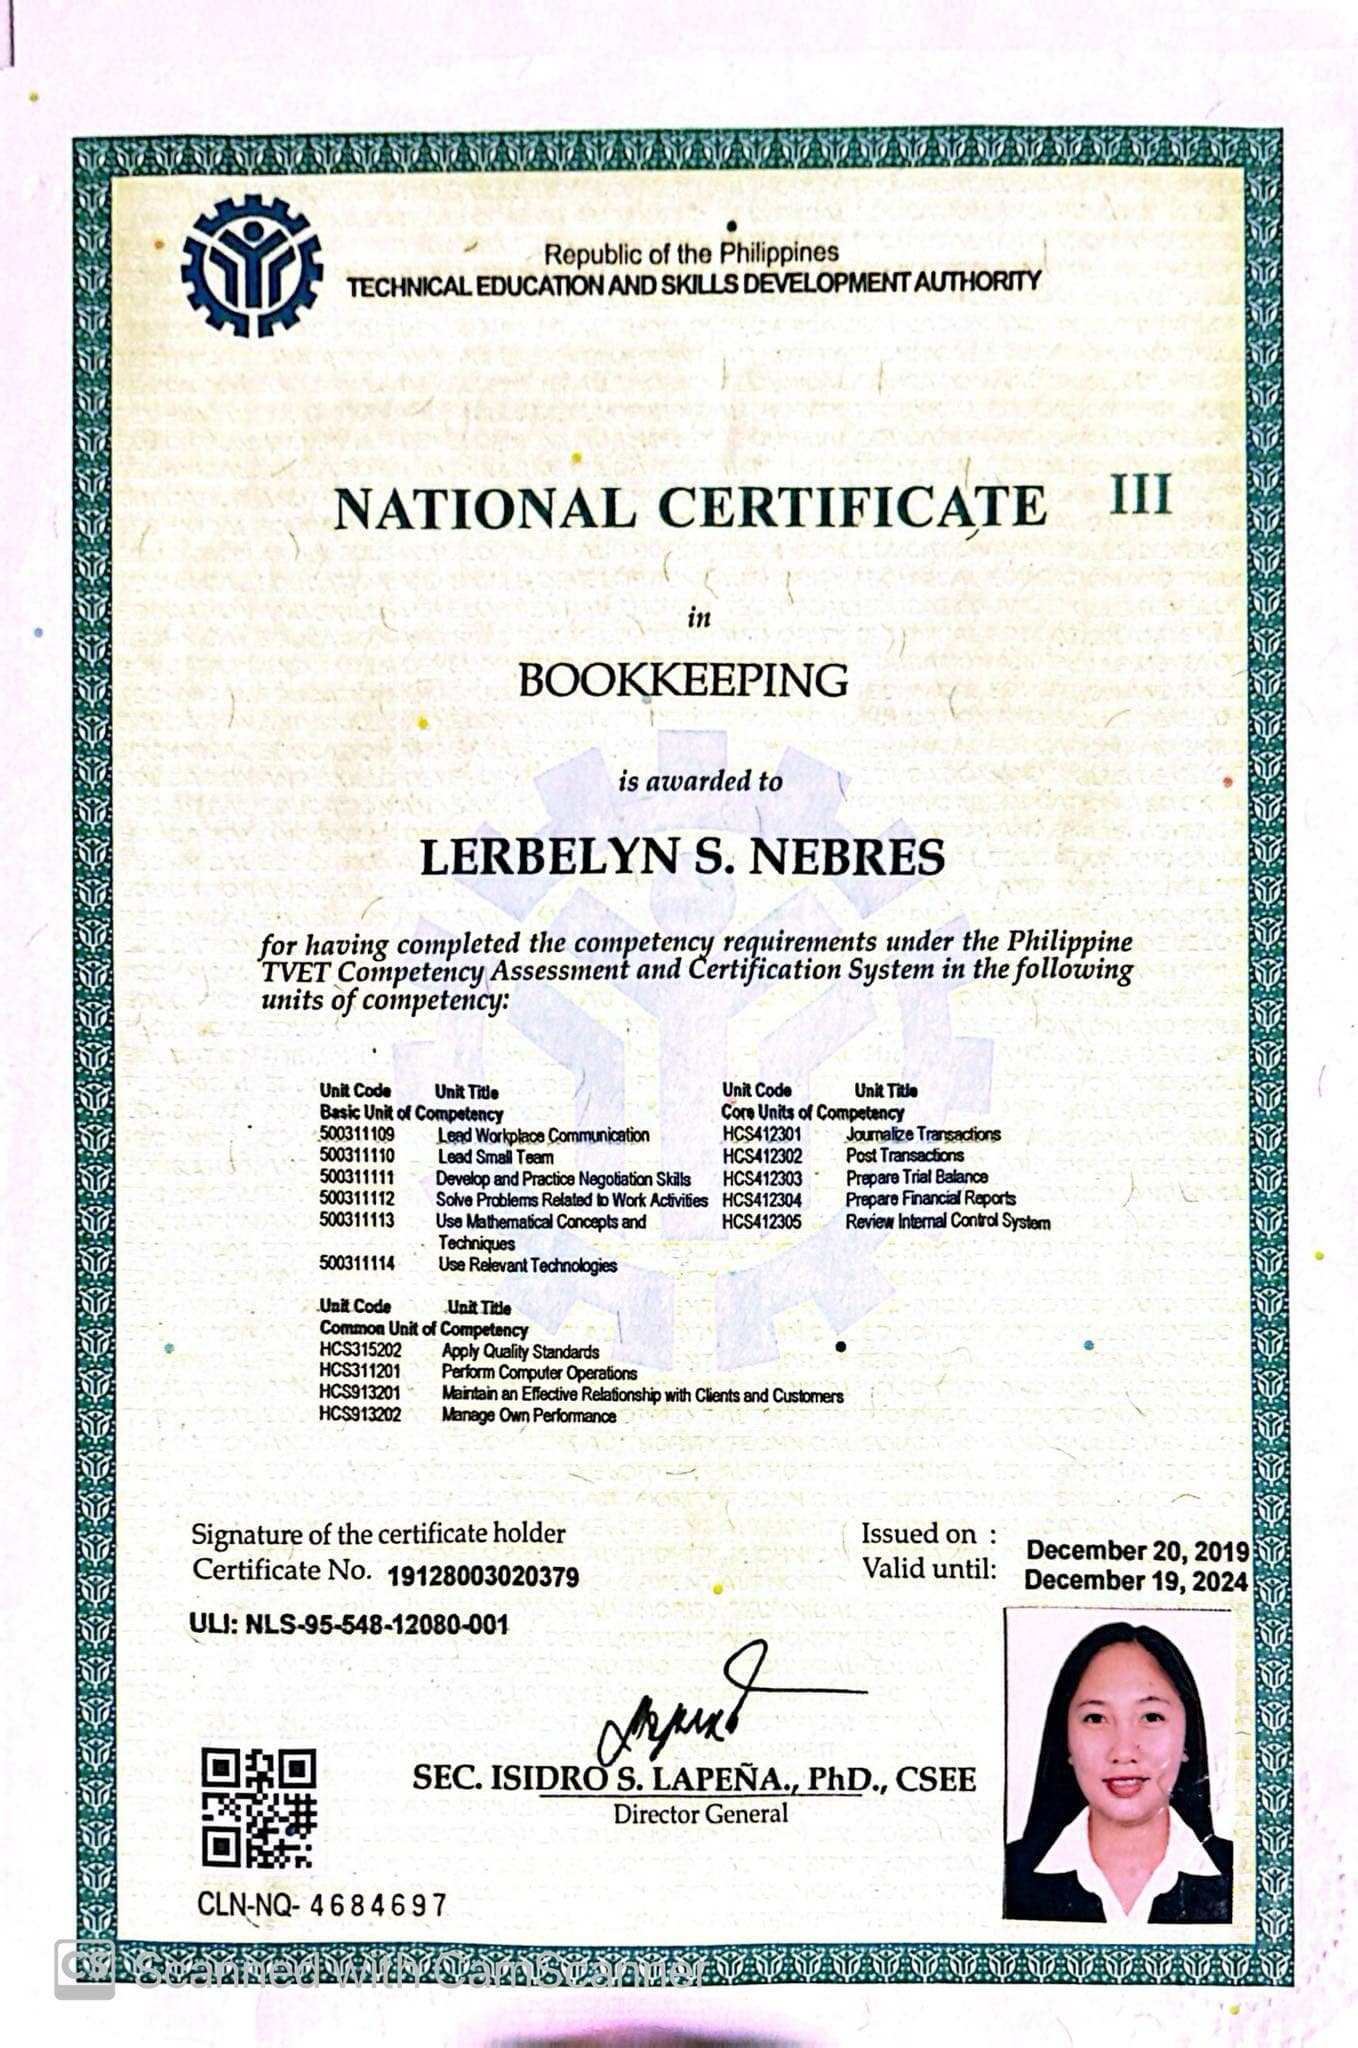 Republic of the Philippines
TECHNICAL EDUCATION AND SKILLS DEVELOPMENT AUTHORITY
NATIONAL CERTIFICATE III
in
BOOKKEEPING
is awarded to
LERBELYN S. NEBRES
for having completed the competency requirements under the Philippine
TVET Competency Assessment and Certification System in the following
units of competency:
Unit Code Unit Title
Basic Unit of Competency
500311109 Lead Workplace Communication
500311110 Lead Small Team
500311111 Develop and Practice Negotiation Skills
500311112 Solve Problems Related to Work Activities
500311113 Use Mathematical Concepts and
Techniques
500311114 Use Relevant Technologies
Unit Code Unit Title
Core Units of Competency
HCS412301 Journalize Transactions
HCS412302 Post Transactions
HCS412303 Prepare Trial Balance
HCS412304 Prepare Financial Reports
HCS412305 Review Internal Control System
Unit Code Unit Title
Common Unit of Competency
HCS315202 Apply Quality Standards
HCS311201 Perform Computer Operations
HCS913201 Maintain an Effective Relationship with Clients and Customers
HCS913202 Manage Own Performance
Signature of the certificate holder
Certificate No. 19128003020379
ULI: NLS-95-548-12080-001
Issued on : December 20, 2019
Valid until: December 19, 2024
SEC. ISIDRO S. LAPEÑA., PhD., CSEE
Director General
CLN-NQ- 4684697
CS Scanned with CamScanner